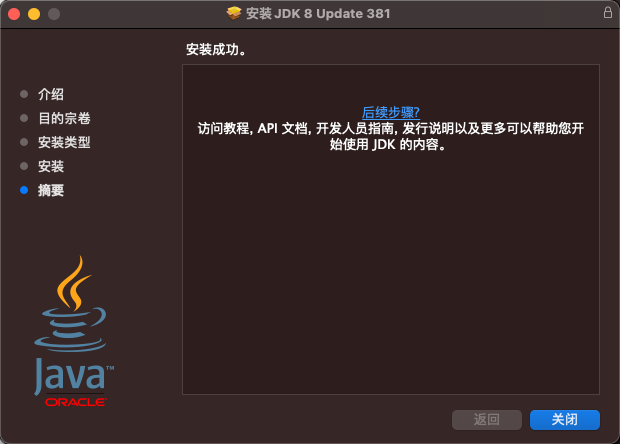 安装 JDK 8 Update 381
安装成功。
介绍
目的宗卷
安装类型
安装
摘要
后续步骤?
访问教程, API 文档, 开发人员指南, 发行说明以及更多可以帮助您开
始使用 JDK 的内容。
Java™
ORACLE
返回
关闭